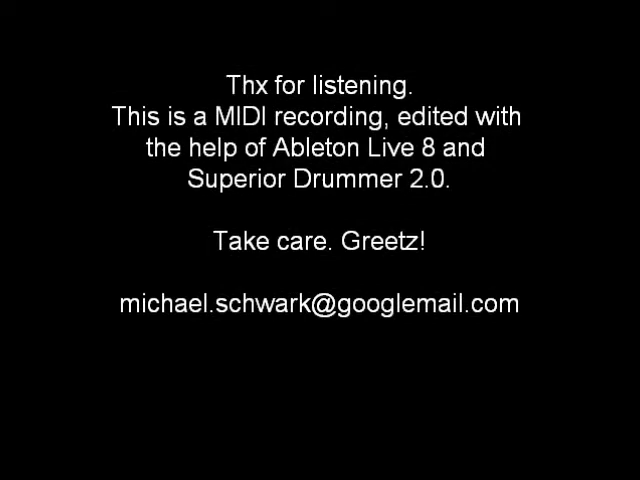 Thx for listening.
This is a MIDI recording, edited with
the help of Ableton Live 8 and
Superior Drummer 2.0.
Take care. Greetz!
michael.schwark@googlemail.com